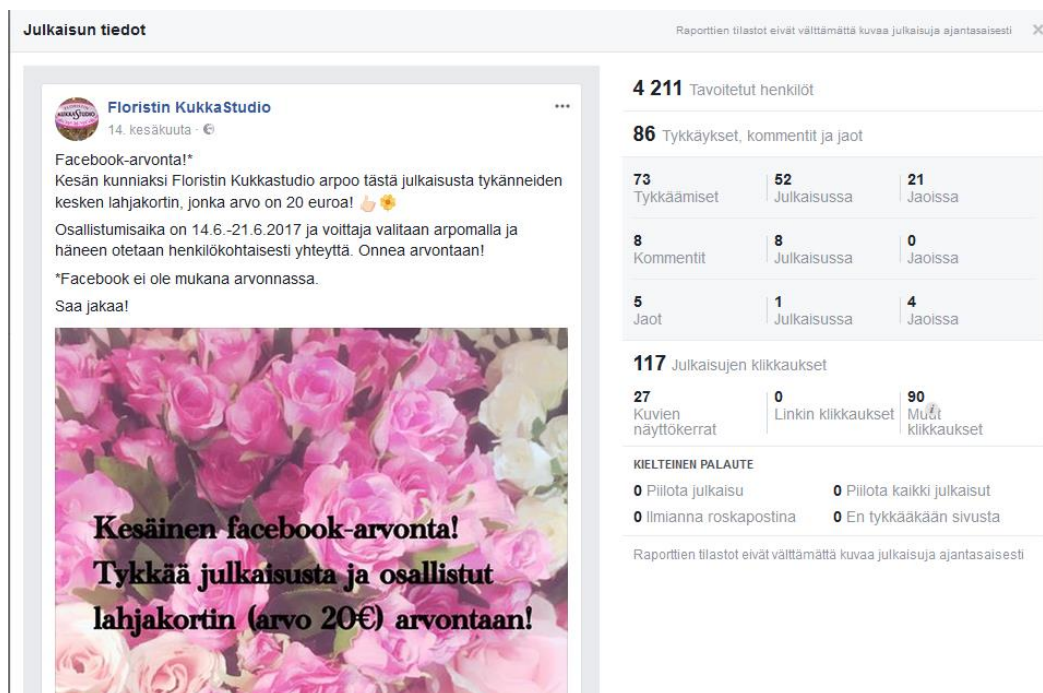 Julkaisun tiedot
Raporttien tilastot eivät välttämättä kuvaa julkaisuja ajantasaisesti
Floristin KukkaStudio
14. kesäkuuta ·
Facebook-arvonta!*
Kesän kunniaksi Floristin Kukkastudio arpoo tästä julkaisusta tykänneiden
kesken lahjakortin, jonka arvo on 20 euroa! 👆🏻🌼
Osallistumisaika on 14.6.-21.6.2017 ja voittaja valitaan arpomalla ja
häneen otetaan henkilökohtaisesti yhteyttä. Onnea arvontaan!
*Facebook ei ole mukana arvonnassa.
Saa jakaa!
Kesäinen facebook-arvonta!
Tykkää julkaisusta ja osallistut
lahjakortin (arvo 20€) arvontaan!
4 211 Tavoitetut henkilöt
86 Tykkäykset, kommentit ja jaot
73 52 21
Tykkäämiset Julkaisussa Jaoissa
8 8 0
Kommentit Julkaisussa Jaoissa
5 1 4
Jaot Julkaisussa Jaoissa
117 Julkaisujen klikkaukset
27 0 90
Kuvien Linkin klikkaukset Muut
näyttökerrat klikkaukset
KIELTEINEN PALAUTE
0 Piilota julkaisu 0 Piilota kaikki julkaisut
0 Ilmianna roskapostina 0 En tykkääkään sivusta
Raporttien tilastot eivät välttämättä kuvaa julkaisuja ajantasaisesti